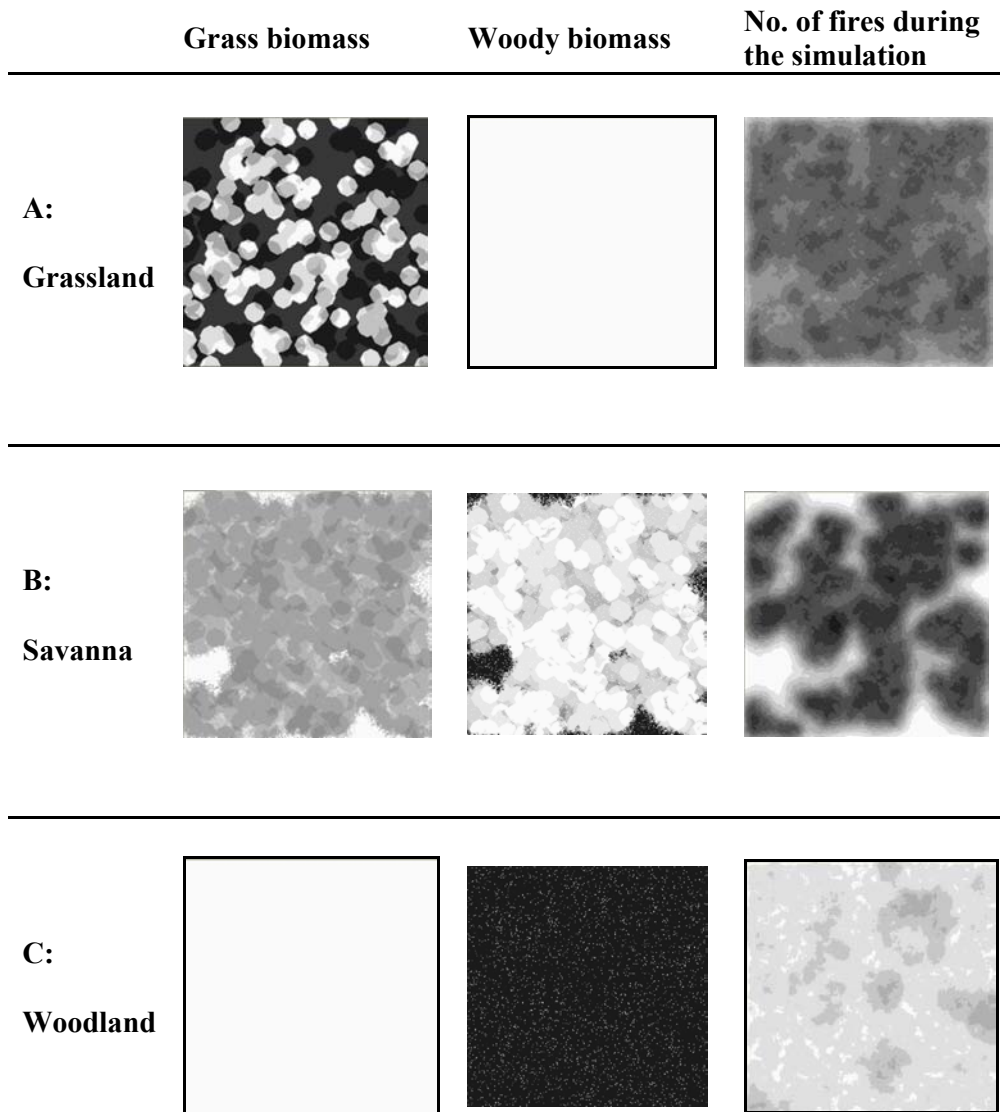 Grass biomass
Woody biomass
No. of fires during
the simulation
A:
Grassland
B:
Savanna
C:
Woodland